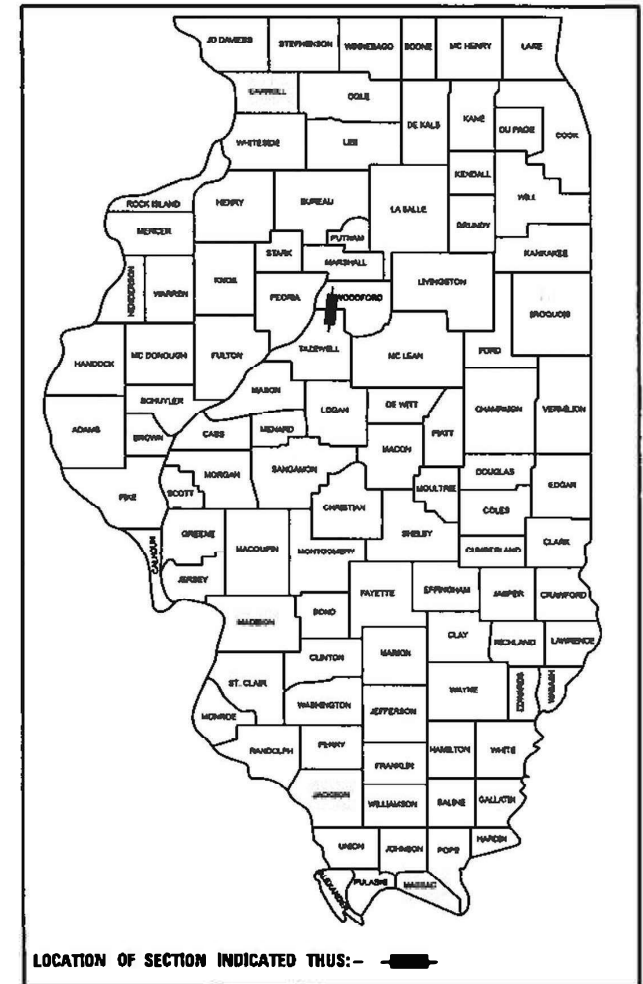 JO DAVIESS STEPHENSON WINNEBAGO BOONE MC HENRY LAKE
CARROLL OGLE DE KALB KANE DU PAGE COOK
WHITESIDE LEE
KENDALL WILL
ROCK ISLAND HENRY BUREAU LA SALLE GRUNDY
MERCER PUTNAM
STARK MARSHALL KANKAKEE
HENDERSON WARREN KNOX PEORIA WOODFORD LIVINGSTON IROQUOIS
HANCOCK MC DONOUGH FULTON TAZEWELL MC LEAN FORD
MASON
SCHUYLER LOGAN DE WITT CHAMPAIGN VERMILION
ADAMS BROWN CASS MENARD PIATT
MACON
MORGAN SANGAMON DOUGLAS
PIKE SCOTT CHRISTIAN MOULTRIE EDGAR
COLES
GREENE MACOUPIN SHELBY
CALHOUN MONTGOMERY CUMBERLAND CLARK
JERSEY FAYETTE EFFINGHAM JASPER CRAWFORD
MADISON BOND
CLAY RICHLAND LAWRENCE
CLINTON MARION
ST. CLAIR WAYNE EDWARDS WABASH
WASHINGTON JEFFERSON
MONROE
RANDOLPH PERRY HAMILTON WHITE
FRANKLIN
JACKSON WILLIAMSON SALINE GALLATIN
UNION JOHNSON POPE HARDIN
ALEXANDER PULASKI MASSAC
LOCATION OF SECTION INDICATED THUS:-